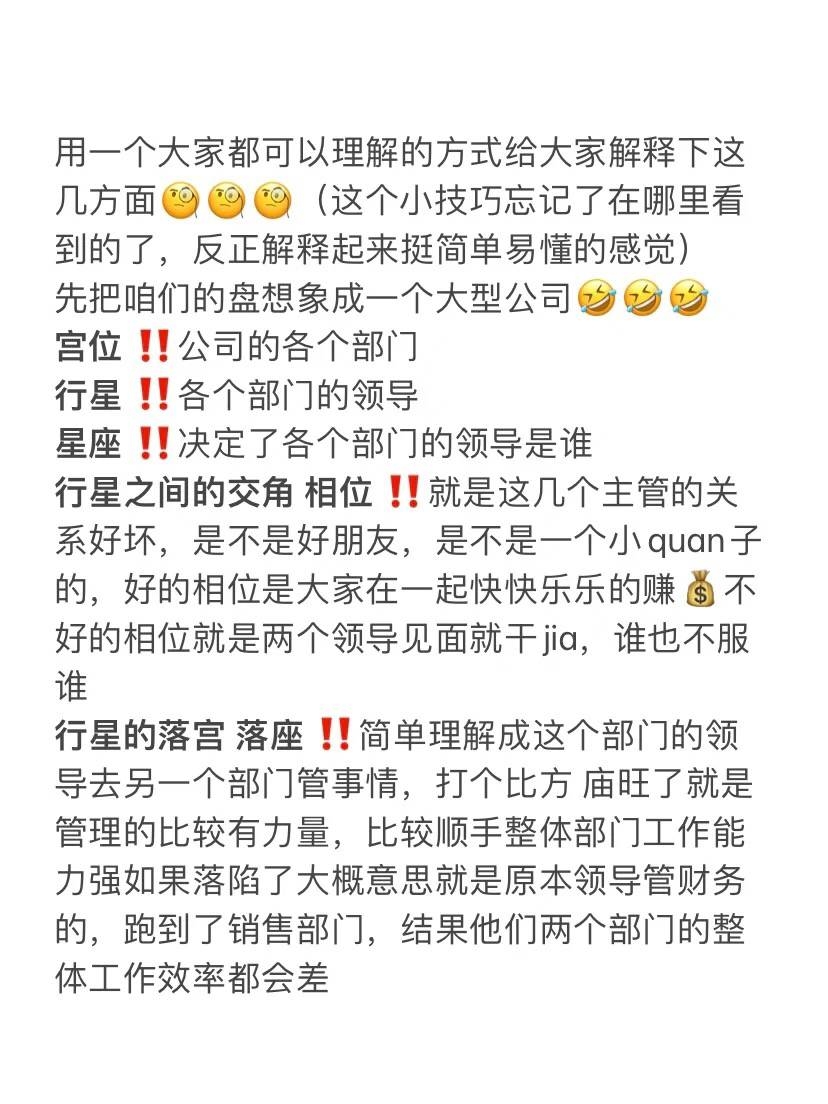 用一个大家都可以理解的方式给大家解释下这
几方面🧐🧐🧐（这个小技巧忘记了在哪里看
到的了，反正解释起来挺简单易懂的感觉）
先把咱们的盘想象成一个大型公司🤣🤣🤣
宫位 ‼️公司的各个部门
行星 ‼️各个部门的领导
星座 ‼️决定了各个部门的领导是谁
行星之间的交角 相位 ‼️就是这几个主管的关
系好坏，是不是好朋友，是不是一个小quan子
的，好的相位是大家在一起快快乐乐的赚💰不
好的相位就是两个领导见面就干jia，谁也不服
谁
行星的落宫 落座 ‼️简单理解成这个部门的领
导去另一个部门管事情，打个比方 庙旺了就是
管理的比较有力量，比较顺手整体部门工作能
力强如果落陷了大概意思就是原本领导管财务
的，跑到了销售部门，结果他们两个部门的整
体工作效率都会差